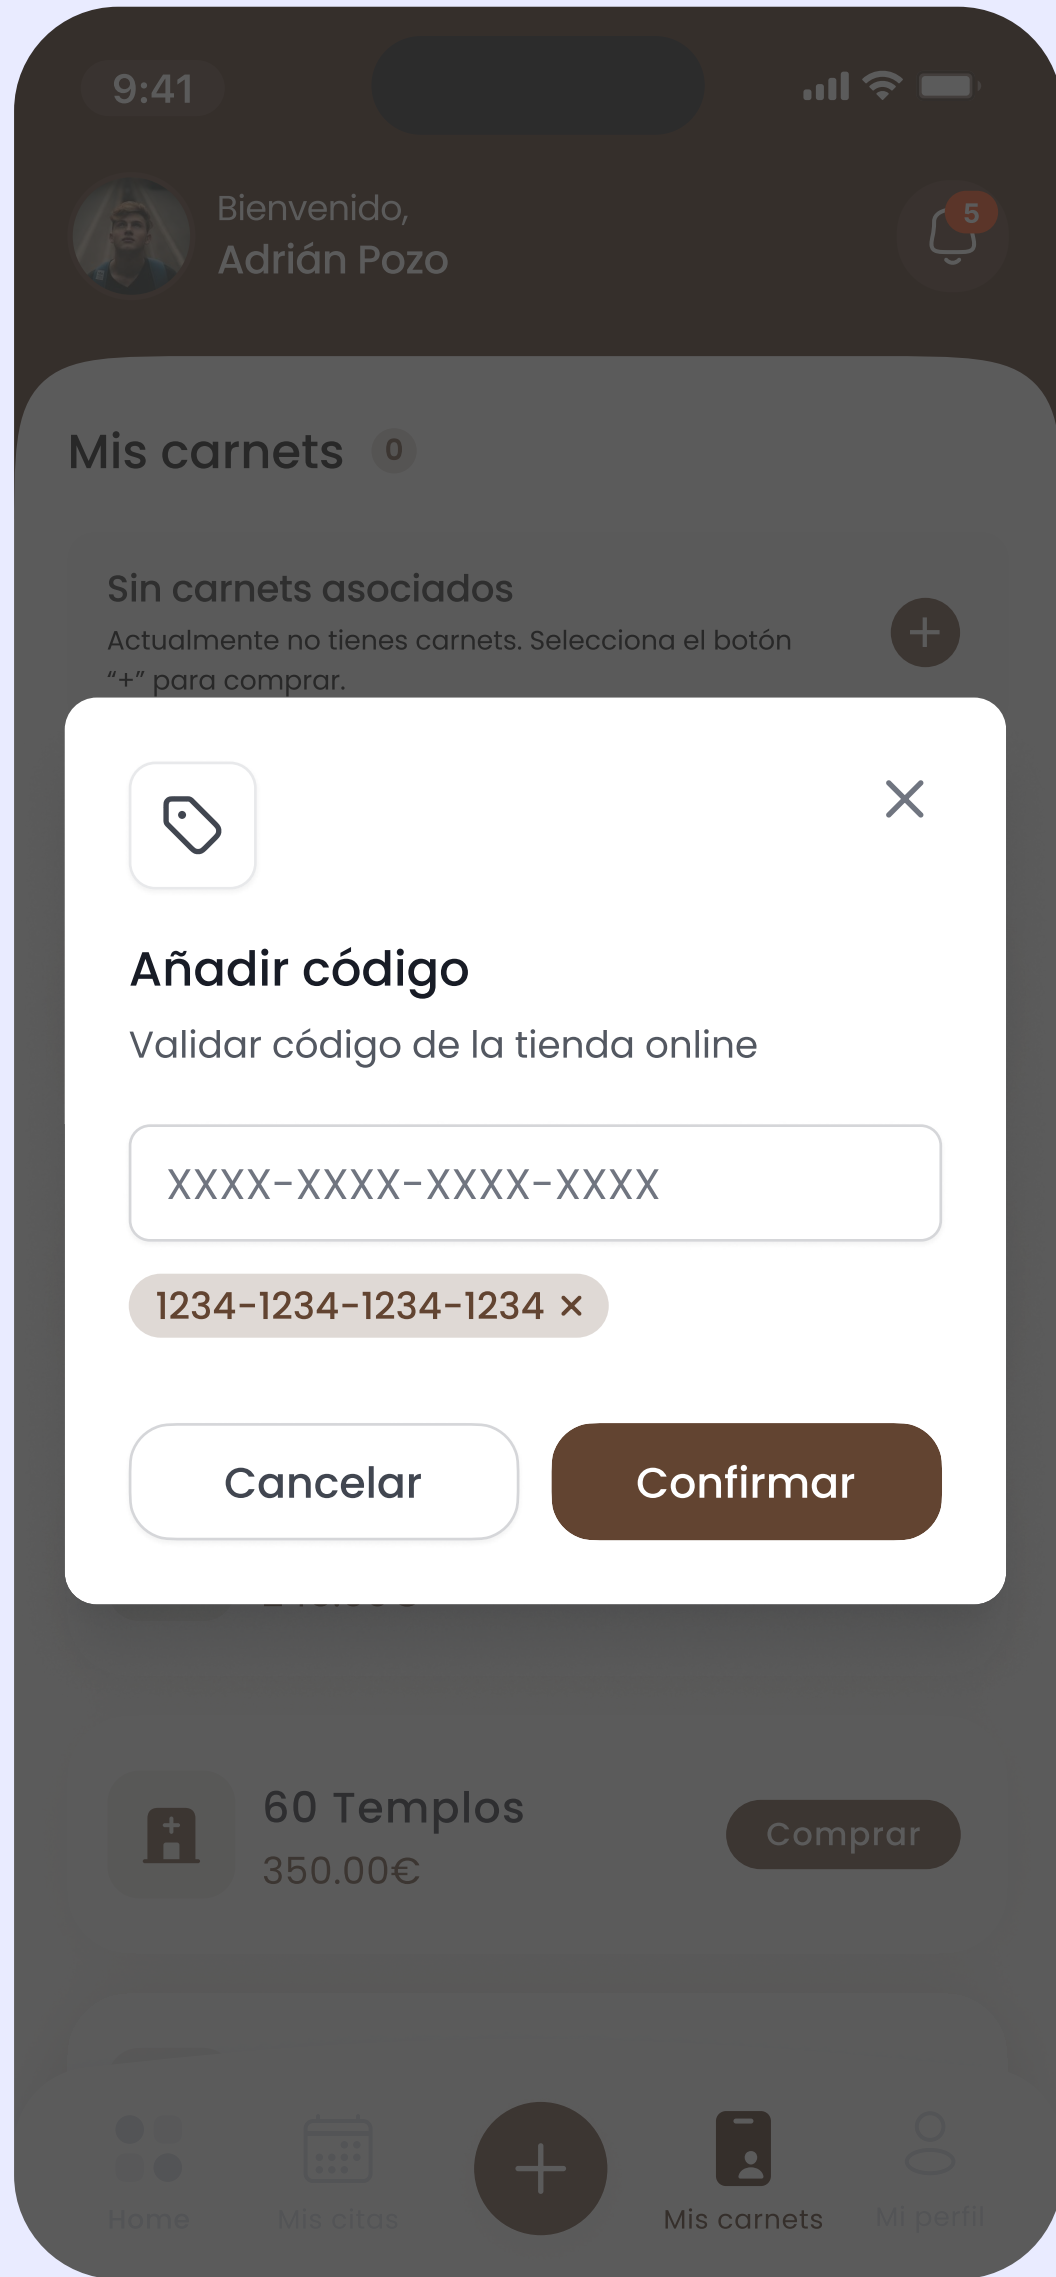 9:41
Bienvenido,
Adrián Pozo
5
Mis carnets 0
Sin carnets asociados
Actualmente no tienes carnets. Selecciona el botón
“+” para comprar.
Añadir código
Validar código de la tienda online
XXXX-XXXX-XXXX-XXXX
1234-1234-1234-1234
Cancelar Confirmar
60 Templos
350.00€
Comprar
Home Mis citas Mis carnets Mi perfil